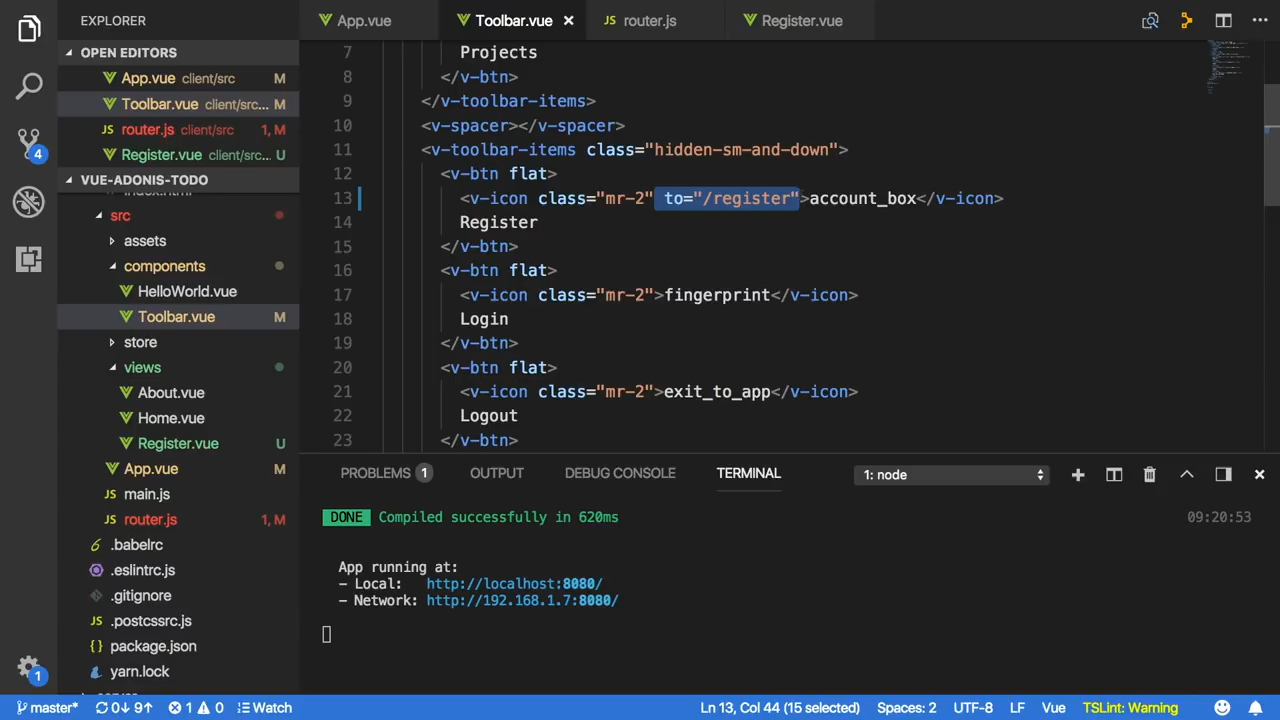 EXPLORER
OPEN EDITORS
App.vue client/src M
Toolbar.vue client/src... M
router.js client/src 1, M
Register.vue client/src... U
VUE-ADONIS-TODO
src
assets
components
HelloWorld.vue
Toolbar.vue M
store
views
About.vue
Home.vue
Register.vue U
App.vue M
main.js
JS router.js 1, M
.babelrc
.eslintrc.js
.gitignore
JS .postcssrc.js
{} package.json
yarn.lock
4
1
App.vue
Toolbar.vue
JS router.js
Register.vue
7 Projects
8 </v-btn>
9 </v-toolbar-items>
10 <v-spacer></v-spacer>
11 <v-toolbar-items class="hidden-sm-and-down">
12 <v-btn flat>
13 <v-icon class="mr-2" to="/register">account_box</v-icon>
14 Register
15 </v-btn>
16 <v-btn flat>
17 <v-icon class="mr-2">fingerprint</v-icon>
18 Login
19 </v-btn>
20 <v-btn flat>
21 <v-icon class="mr-2">exit_to_app</v-icon>
22 Logout
23 </v-btn>
PROBLEMS 1 OUTPUT DEBUG CONSOLE TERMINAL 1: node
DONE Compiled successfully in 620ms 09:20:53
App running at:
- Local: http://localhost:8080/
- Network: http://192.168.1.7:8080/
master* 0↓ 9↑ 1 0 Watch Ln 13, Col 44 (15 selected) Spaces: 2 UTF-8 LF Vue TSLint: Warning